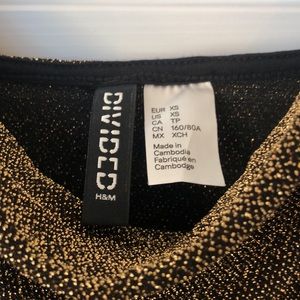 DIVIDED
H&M
EUR XS
US XS
CA TP
CN 160/80A
MX XCH
Made in
Cambodia
Fabriqué en
Cambodge